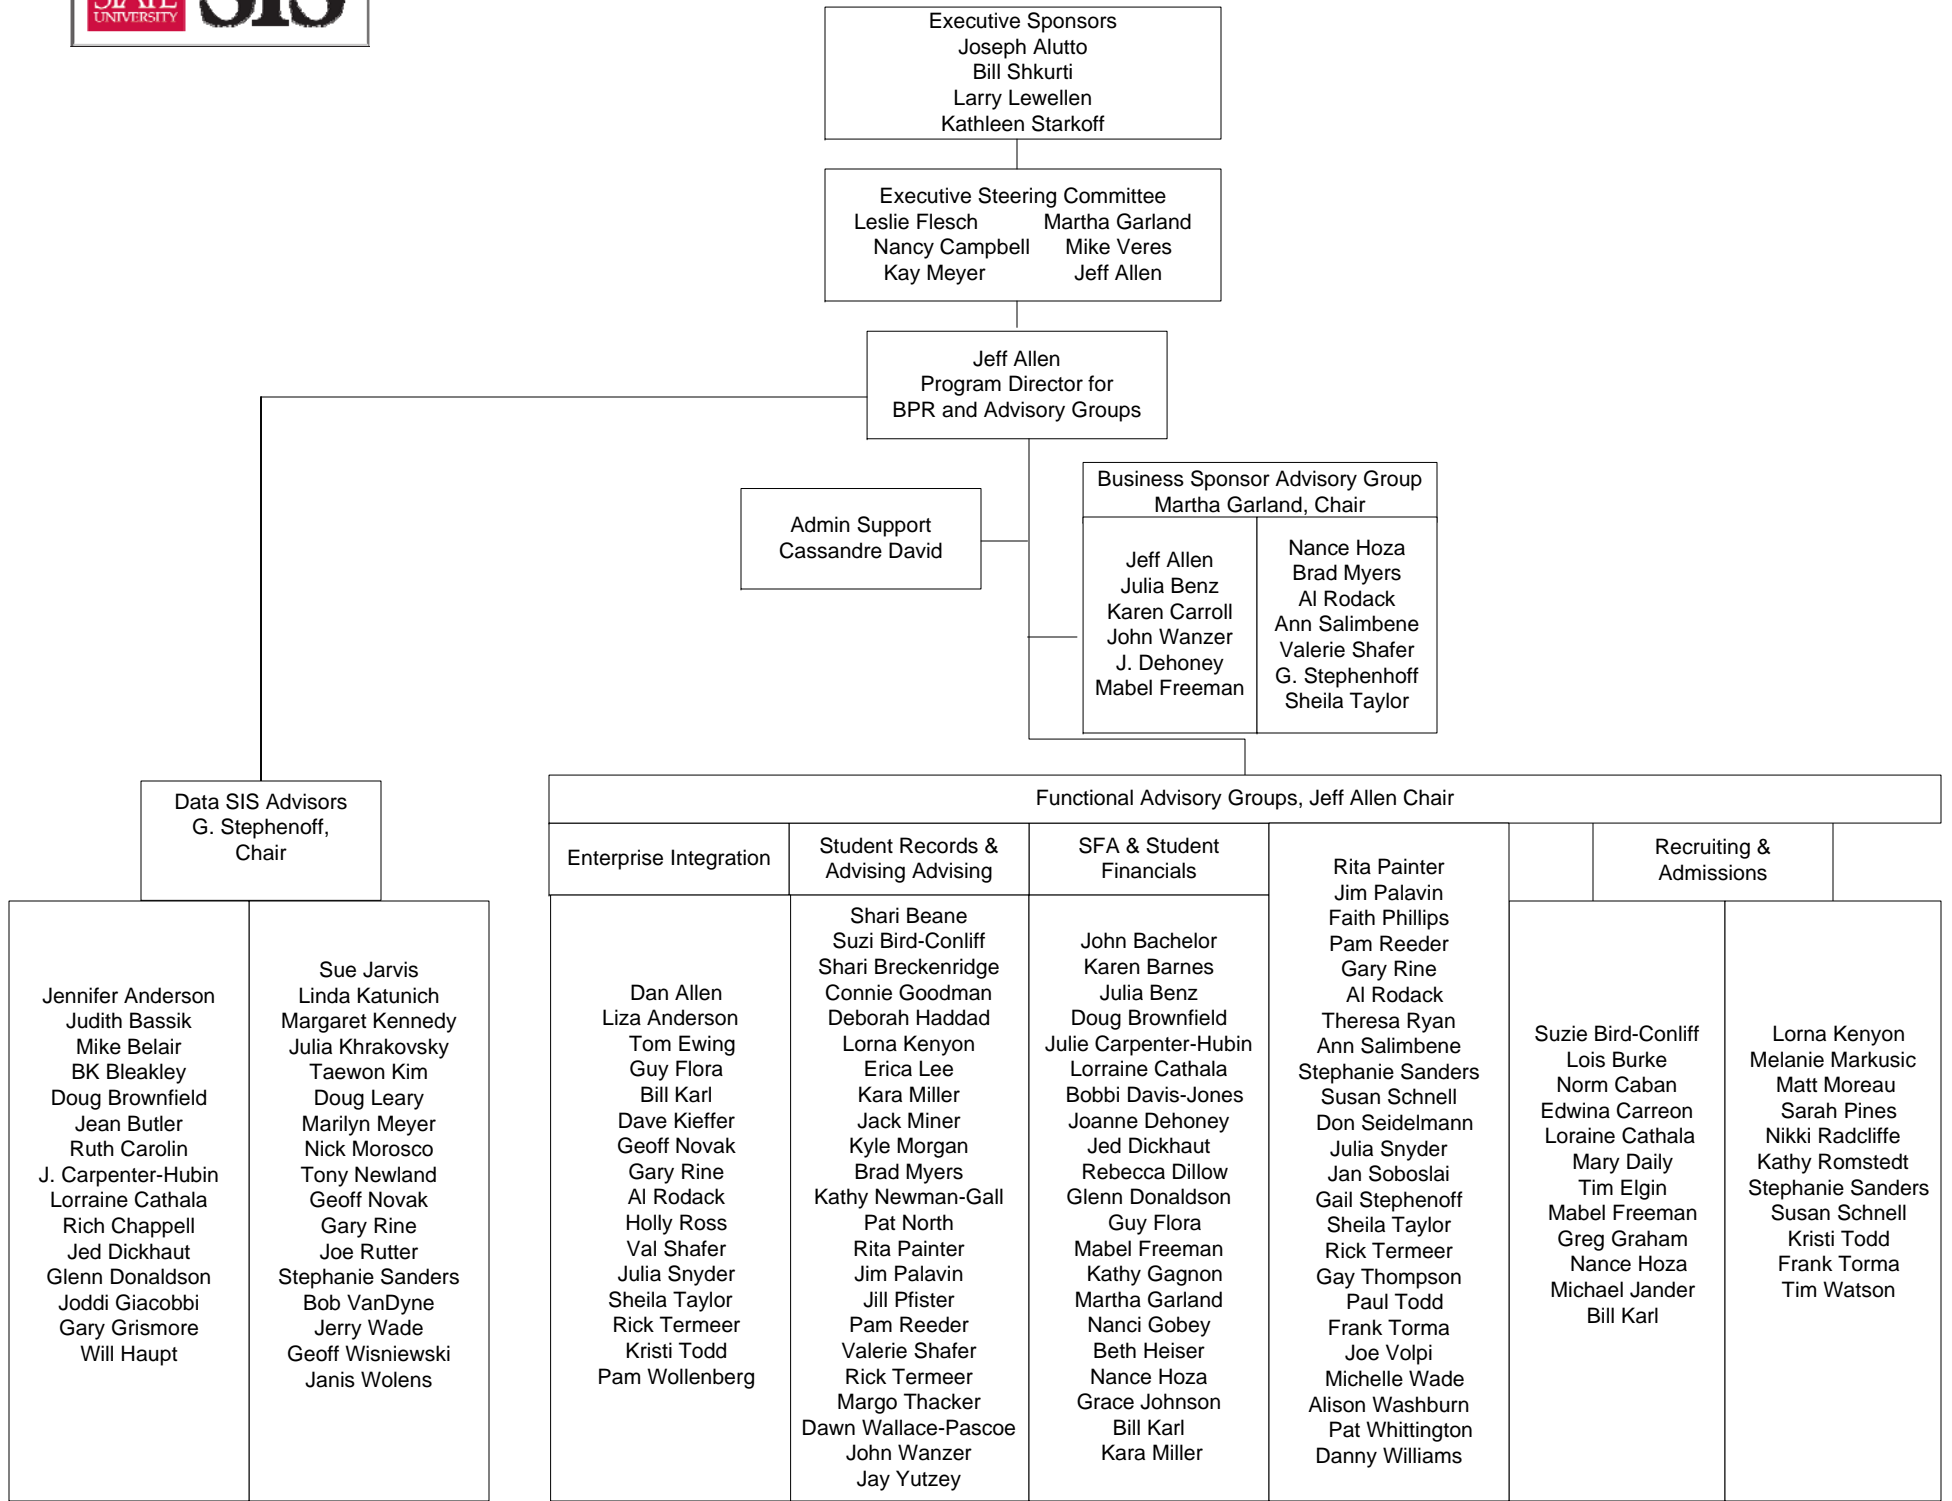 STATE
UNIVERSITY
SIS
Executive Sponsors
Joseph Alutto
Bill Shkurti
Larry Lewellen
Kathleen Starkoff
Executive Steering Committee
Leslie Flesch Martha Garland
Nancy Campbell Mike Veres
Kay Meyer Jeff Allen
Jeff Allen
Program Director for
BPR and Advisory Groups
Admin Support
Cassandre David
Business Sponsor Advisory Group
Martha Garland, Chair
Jeff Allen
Julia Benz
Karen Carroll
John Wanzer
J. Dehoney
Mabel Freeman
Nance Hoza
Brad Myers
Al Rodack
Ann Salimbene
Valerie Shafer
G. Stephenhoff
Sheila Taylor
Data SIS Advisors
G. Stephenoff,
Chair
Jennifer Anderson
Judith Bassik
Mike Belair
BK Bleakley
Doug Brownfield
Jean Butler
Ruth Carolin
J. Carpenter-Hubin
Lorraine Cathala
Rich Chappell
Jed Dickhaut
Glenn Donaldson
Joddi Giacobbi
Gary Grismore
Will Haupt
Sue Jarvis
Linda Katunich
Margaret Kennedy
Julia Khrakovsky
Taewon Kim
Doug Leary
Marilyn Meyer
Nick Morosco
Tony Newland
Geoff Novak
Gary Rine
Joe Rutter
Stephanie Sanders
Bob VanDyne
Jerry Wade
Geoff Wisniewski
Janis Wolens
Functional Advisory Groups, Jeff Allen Chair
Enterprise Integration
Dan Allen
Liza Anderson
Tom Ewing
Guy Flora
Bill Karl
Dave Kieffer
Geoff Novak
Gary Rine
Al Rodack
Holly Ross
Val Shafer
Julia Snyder
Sheila Taylor
Rick Termeer
Kristi Todd
Pam Wollenberg
Student Records &
Advising Advising
Shari Beane
Suzi Bird-Conliff
Shari Breckenridge
Connie Goodman
Deborah Haddad
Lorna Kenyon
Erica Lee
Kara Miller
Jack Miner
Kyle Morgan
Brad Myers
Kathy Newman-Gall
Pat North
Rita Painter
Jim Palavin
Jill Pfister
Pam Reeder
Valerie Shafer
Rick Termeer
Margo Thacker
Dawn Wallace-Pascoe
John Wanzer
Jay Yutzey
SFA & Student
Financials
John Bachelor
Karen Barnes
Julia Benz
Doug Brownfield
Julie Carpenter-Hubin
Lorraine Cathala
Bobbi Davis-Jones
Joanne Dehoney
Jed Dickhaut
Rebecca Dillow
Glenn Donaldson
Guy Flora
Mabel Freeman
Kathy Gagnon
Martha Garland
Nanci Gobey
Beth Heiser
Nance Hoza
Grace Johnson
Bill Karl
Kara Miller
Rita Painter
Jim Palavin
Faith Phillips
Pam Reeder
Gary Rine
Al Rodack
Theresa Ryan
Ann Salimbene
Stephanie Sanders
Susan Schnell
Don Seidelmann
Julia Snyder
Jan Soboslai
Gail Stephenoff
Sheila Taylor
Rick Termeer
Gay Thompson
Paul Todd
Frank Torma
Joe Volpi
Michelle Wade
Alison Washburn
Pat Whittington
Danny Williams
Recruiting &
Admissions
Suzie Bird-Conliff
Lois Burke
Norm Caban
Edwina Carreon
Loraine Cathala
Mary Daily
Tim Elgin
Mabel Freeman
Greg Graham
Nance Hoza
Michael Jander
Bill Karl
Lorna Kenyon
Melanie Markusic
Matt Moreau
Sarah Pines
Nikki Radcliffe
Kathy Romstedt
Stephanie Sanders
Susan Schnell
Kristi Todd
Frank Torma
Tim Watson